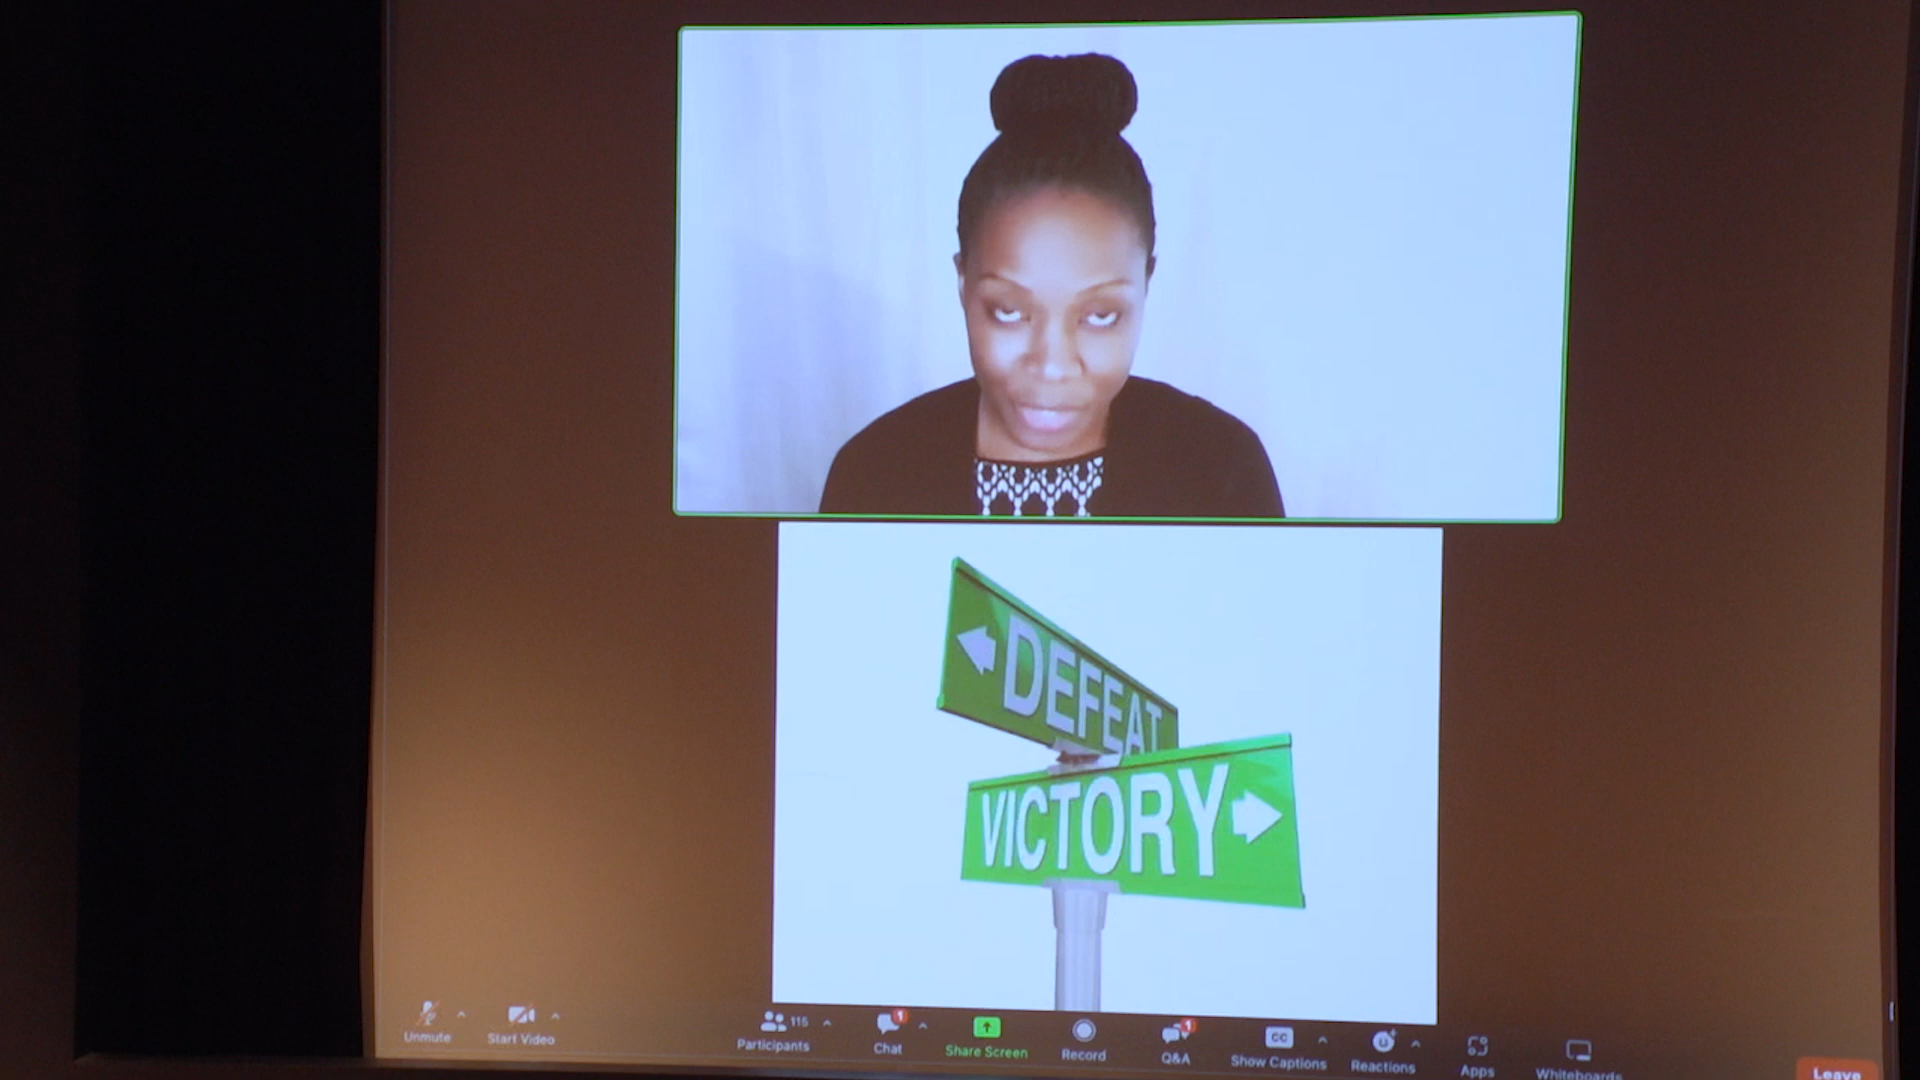 DEFEAT
VICTORY
Unmute
Start Video
115
Participants
1
Chat
Share Screen
Record
1
Q&A
CC
Show Captions
Reactions
Apps
Whiteboards
Leave